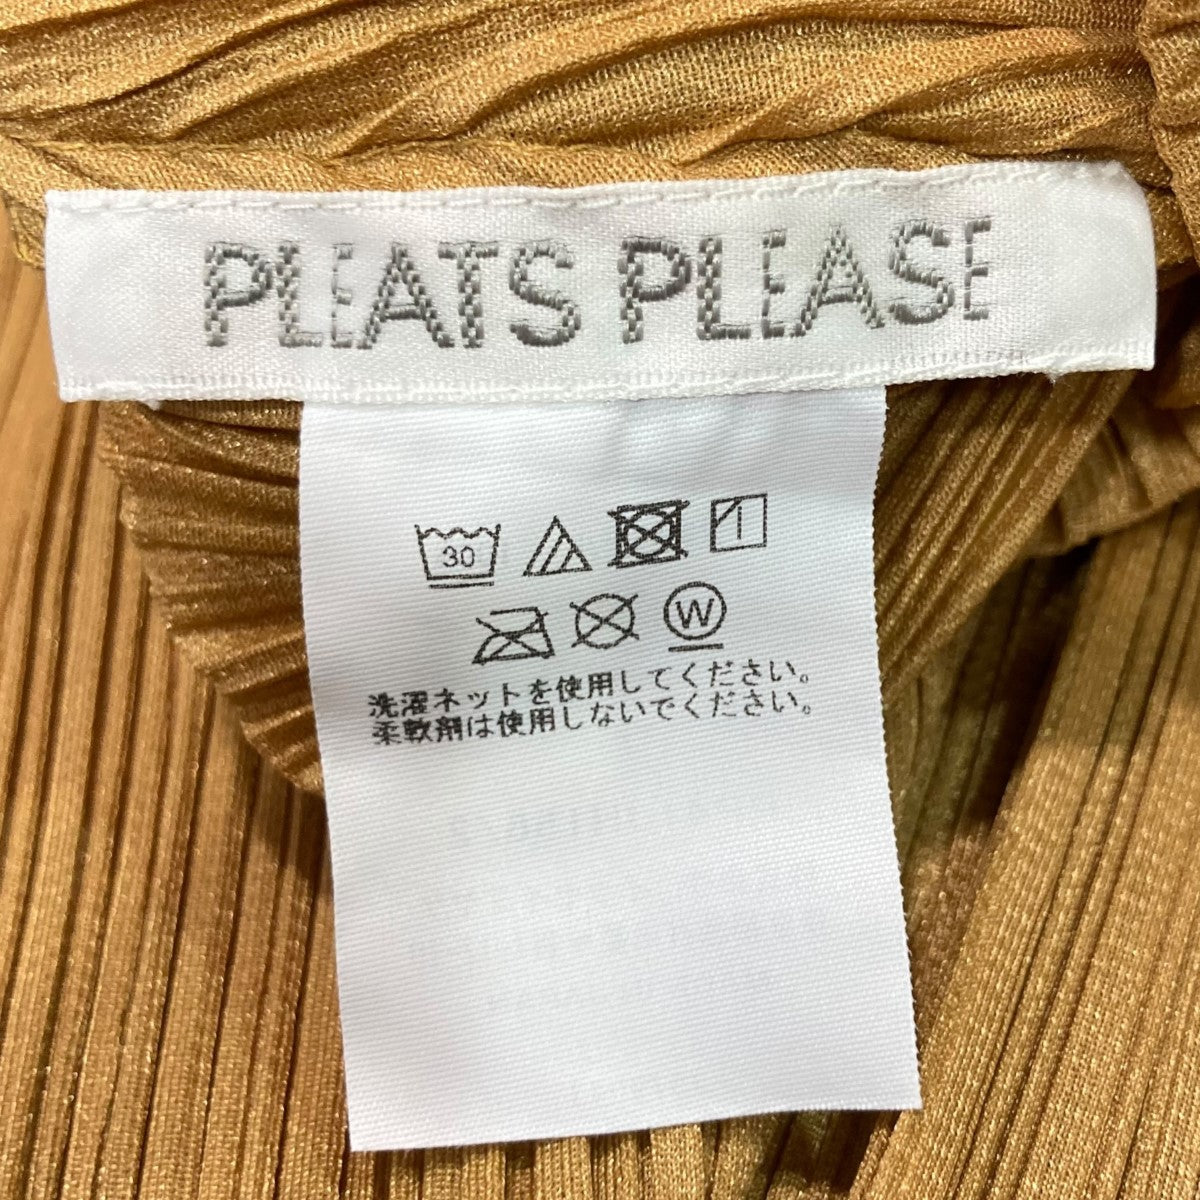 PLEATS PLEASE
30
W
洗濯ネットを使用してください。
柔軟剤は使用しないでください。